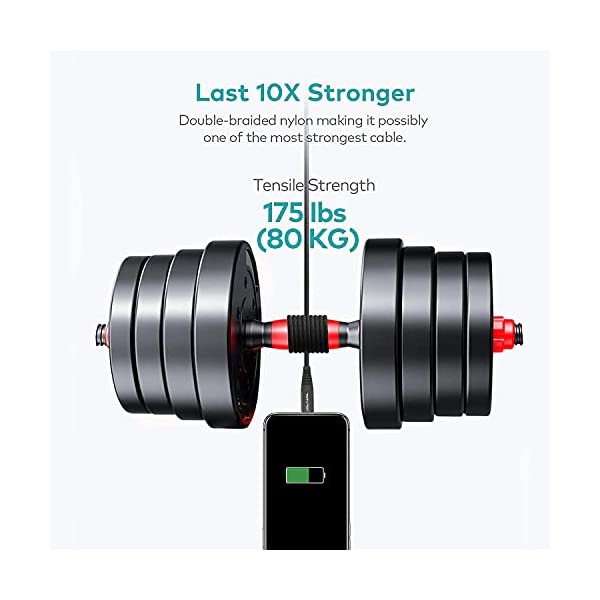 Last 10X Stronger
Double-braided nylon making it possibly
one of the most strongest cable.
Tensile Strength
175 lbs
(80 KG)